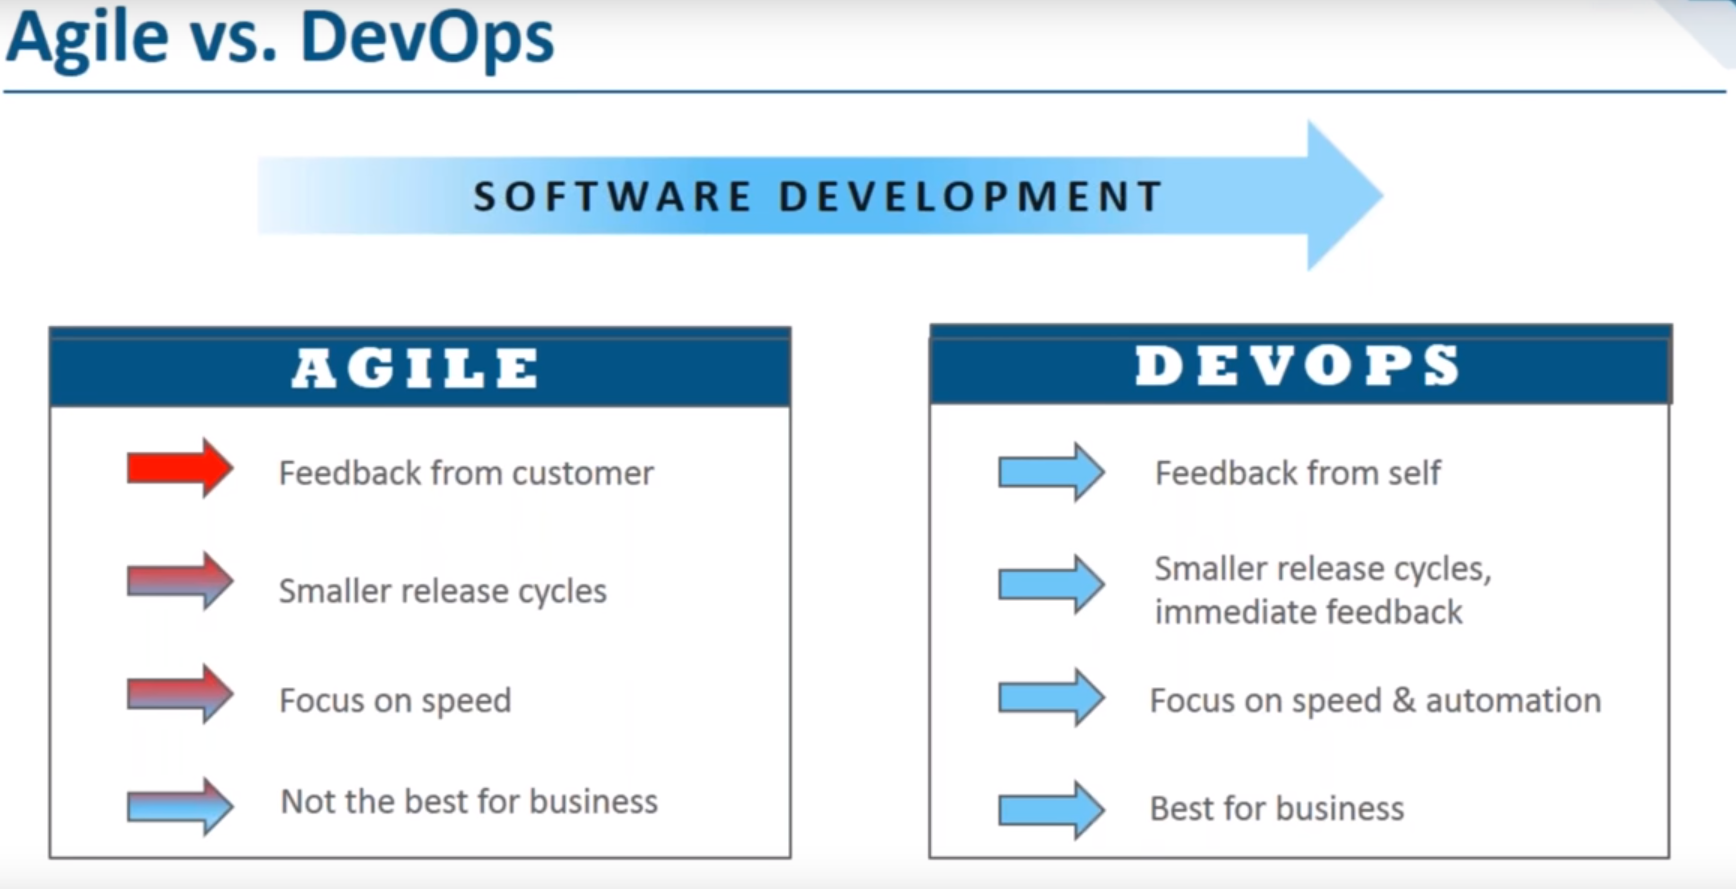 Agile vs. DevOps
SOFTWARE DEVELOPMENT
AGILE
Feedback from customer
Smaller release cycles
Focus on speed
Not the best for business
DEVOPS
Feedback from self
Smaller release cycles,
immediate feedback
Focus on speed & automation
Best for business